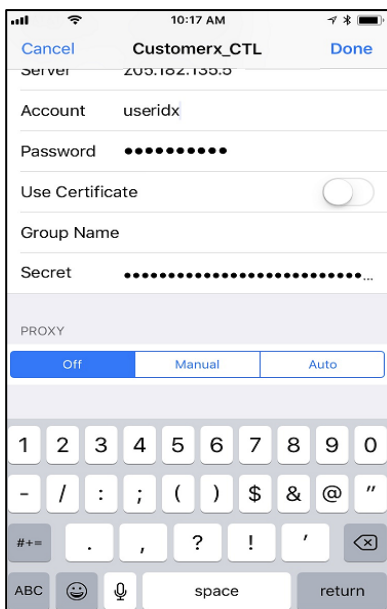 10:17 AM
Cancel Customerx_CTL Done
Server 205.182.135.5
Account useridx
Password ••••••••••
Use Certificate
Group Name
Secret •••••••••••••••••••••••••••...
PROXY
Off Manual Auto
1 2 3 4 5 6 7 8 9 0
- / : ; ( ) $ & @ "
#+= . , ? ! '
ABC space return